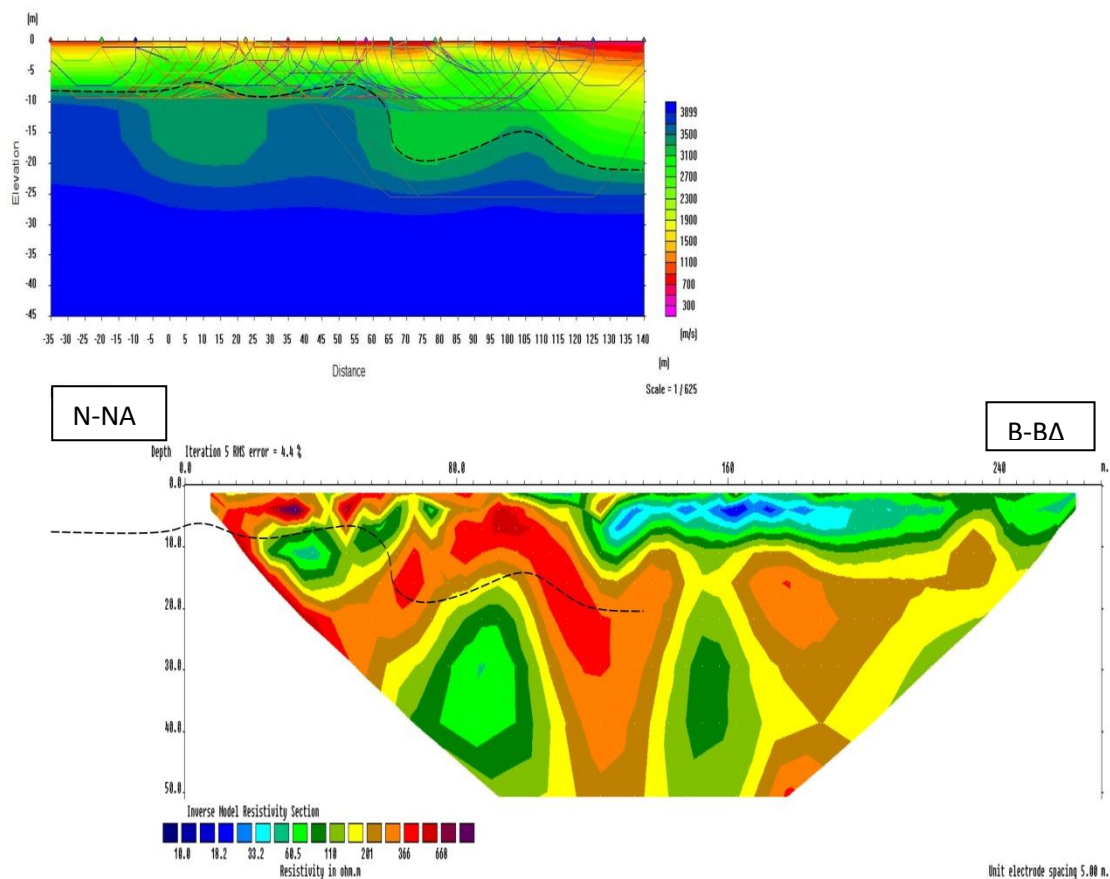 (m)
0
-5
-10
-15
-20
-25
-30
-35
-40
-45
Elevation
-35 -30 -25 -20 -15 -10 -5 0 5 10 15 20 25 30 35 40 45 50 55 60 65 70 75 80 85 90 95 100 105 110 115 120 125 130 135 140
Distance
(m)
Scale = 1 / 625
3899
3500
3100
2700
2300
1900
1500
1100
700
300
(m/s)
N-NA
B-BΔ
Depth Iteration 5 RMS error = 4.4 %
0.0 80.0 160 240 m.
0.0
10.0
20.0
30.0
40.0
50.0
Inverse Model Resistivity Section
10.0 18.2 33.2 60.5 110 201 366 668
Resistivity in ohm.m
Unit electrode spacing 5.00 m.